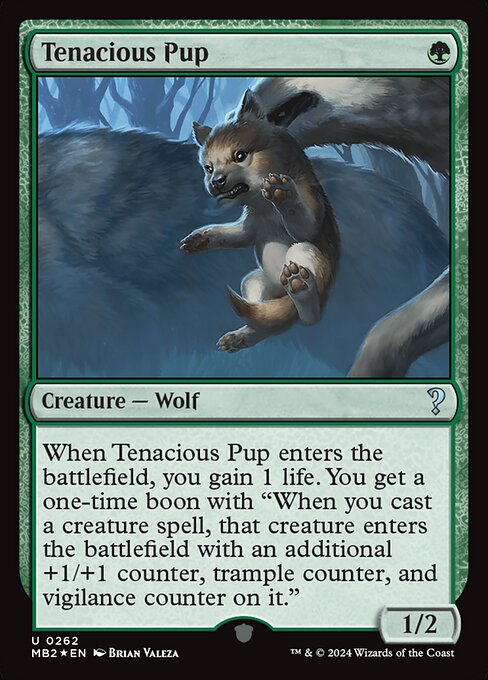 Tenacious Pup
Creature — Wolf
When Tenacious Pup enters the
battlefield, you gain 1 life. You get a
one-time boon with “When you cast
a creature spell, that creature enters
the battlefield with an additional
+1/+1 counter, trample counter, and
vigilance counter on it.”
1/2
U 0262
MB2★EN Brian Valeza
™ & © 2024 Wizards of the Coast